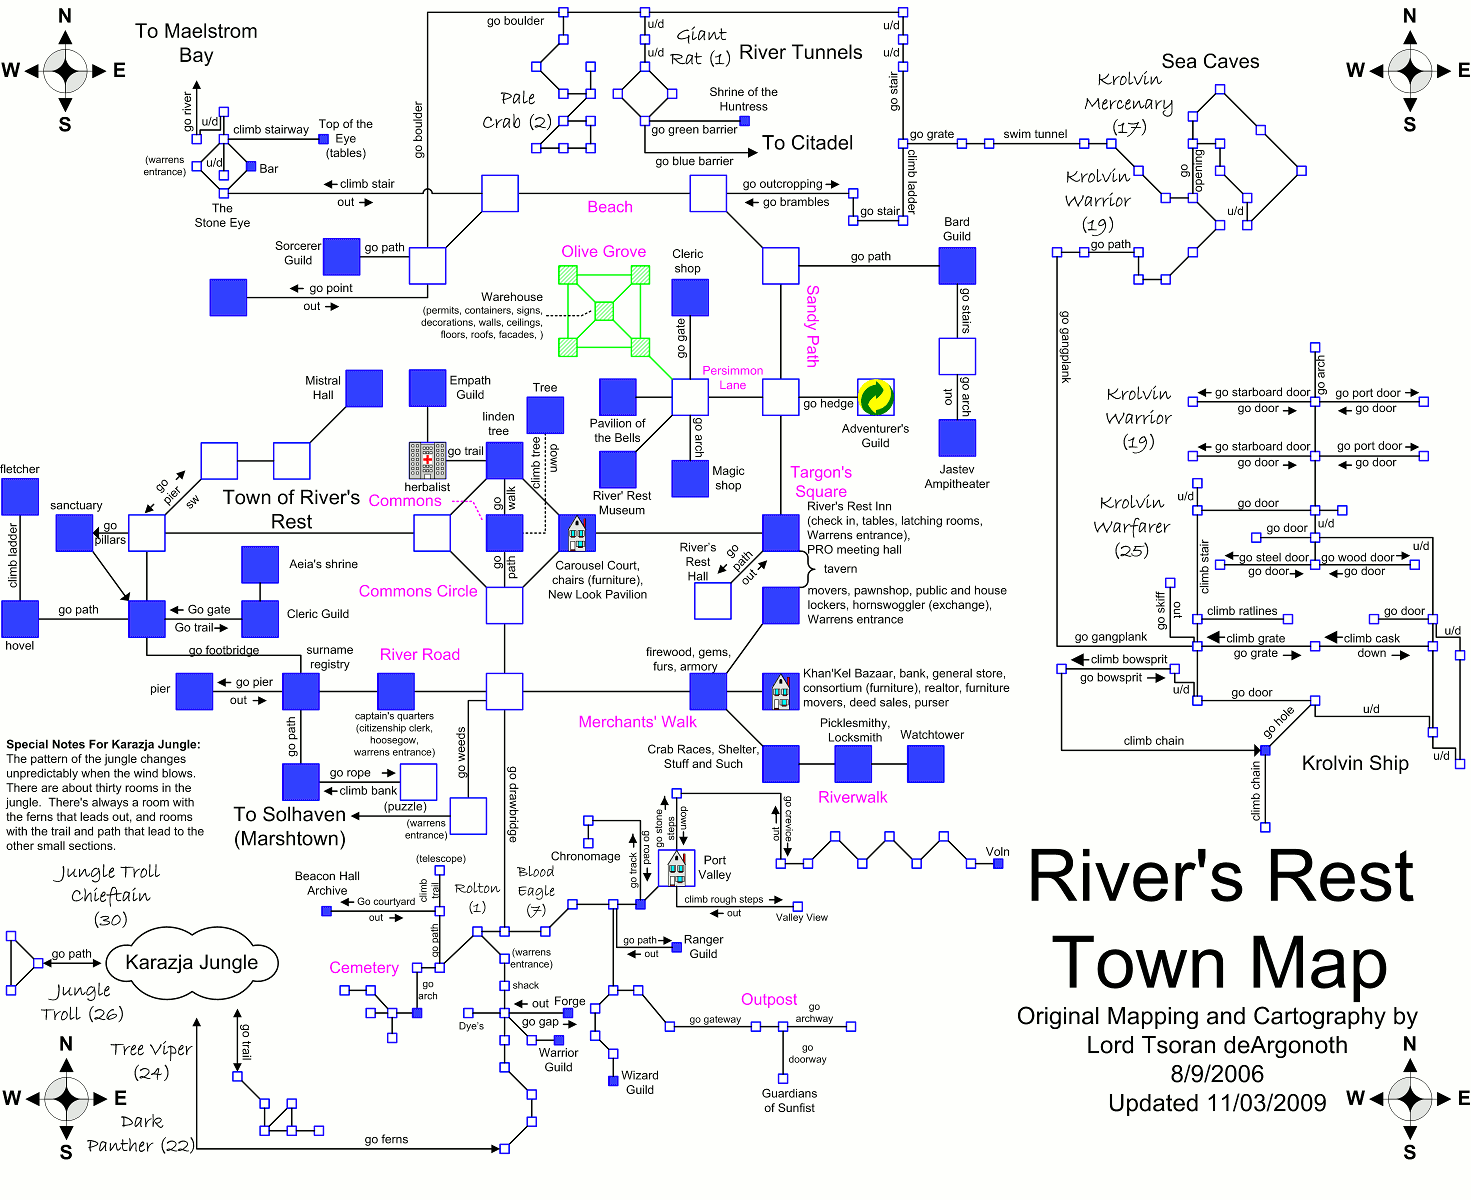 N
W
E
S
To Maelstrom
Bay
go river
u/d
climb stairway
Top of the
Eye
(tables)
(warrens
entrance)
u/d
Bar
The
Stone Eye
climb stair
out
go boulder
go boulder
Pale
Crab (2)
u/d
u/d
Giant
Rat (1)
River Tunnels
Shrine of the
Huntress
go green barrier
To Citadel
go blue barrier
u/d
u/d
go stair
go grate
swim tunnel
climb ladder
go outcropping
go brambles
go stair
Beach
Sea Caves
Krolvin
Mercenary
(17)
Krolvin
Warrior
(19)
go
opening
u/d
go path
go gangplank
N
W
E
S
Sorcerer
Guild
go path
go point
out
Olive Grove
Warehouse
(permits, containers, signs,
decorations, walls, ceilings,
floors, roofs, facades, )
Cleric
shop
go gate
Persimmon
Lane
Sandy Path
go path
Bard
Guild
go stairs
go arch
out
Jastev
Ampitheater
go hedge
Adventurer's
Guild
Pavilion of
the Bells
go arch
River' Rest
Museum
Magic
shop
Targon's
Square
Mistral
Hall
Empath
Guild
linden
tree
Tree
go trail
herbalist
climb tree
down
go
walk
go
path
Commons
Town of River's
Rest
go
pier
sw
fletcher
sanctuary
go
pillars
climb ladder
Aeia's shrine
go path
Go gate
Go trail
Cleric Guild
hovel
go footbridge
Commons Circle
Carousel Court,
chairs (furniture),
New Look Pavilion
River's Rest Inn
(check in, tables, latching rooms,
Warrens entrance),
PRO meeting hall
tavern
River's
Rest
Hall
go
path
out
movers, pawnshop, public and house
lockers, hornswoggler (exchange),
Warrens entrance
River Road
surname
registry
pier
go pier
out
captain's quarters
(citizenship clerk,
hoosegow,
warrens entrance)
go path
go rope
climb bank
(puzzle)
go weeds
go drawbridge
To Solhaven
(Marshtown)
(warrens
entrance)
firewood, gems,
furs, armory
Khan'Kel Bazaar, bank, general store,
consortium (furniture), realtor, furniture
movers, deed sales, purser
Merchants' Walk
Crab Races, Shelter,
Stuff and Such
Picklesmithy,
Locksmith
Watchtower
Riverwalk
Krolvin
Warrior
(19)
go arch
go starboard door
go door
go port door
go door
go starboard door
go door
go port door
go door
Krolvin
Warfarer
(25)
u/d
go door
go door
u/d
u/d
go steel door
go door
go wood door
go door
climb stair
go skiff
out
climb ratlines
go door
u/d
go gangplank
climb grate
go grate
climb cask
down
climb bowsprit
go bowsprit
u/d
go door
u/d
u/d
go hole
climb chain
climb chain
Krolvin Ship
Special Notes For Karazja Jungle:
The pattern of the jungle changes
unpredictably when the wind blows.
There are about thirty rooms in the
jungle. There's always a room with
the ferns that leads out, and rooms
with the trail and path that lead to the
other small sections.
Jungle Troll
Chieftain
(30)
go path
Karazja Jungle
Jungle
Troll (26)
Tree Viper
(24)
go trail
Dark
Panther (22)
go ferns
N
W
E
S
(telescope)
climb
trail
Beacon Hall
Archive
Go courtyard
out
go path
Rolton
(1)
Blood
Eagle
(7)
Cemetery
go
arch
(warrens
entrance)
shack
Dye's
out
Forge
go gap
Warrior
Guild
Wizard
Guild
Chronomage
go track
go road
go stone
steps
down
Port
Valley
go crevice
out
Voln
climb rough steps
out
Valley View
go path
out
Ranger
Guild
Outpost
go gateway
go
archway
go
doorway
Guardians
of Sunfist
River's Rest
Town Map
Original Mapping and Cartography by
Lord Tsoran deArgonoth
8/9/2006
Updated 11/03/2009
N
W
E
S